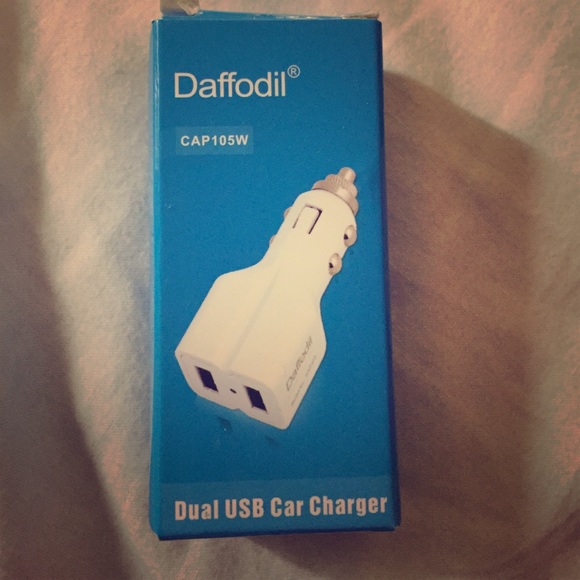 Daffodil®
CAP105W
Daffodil
Dual USB Car Charger